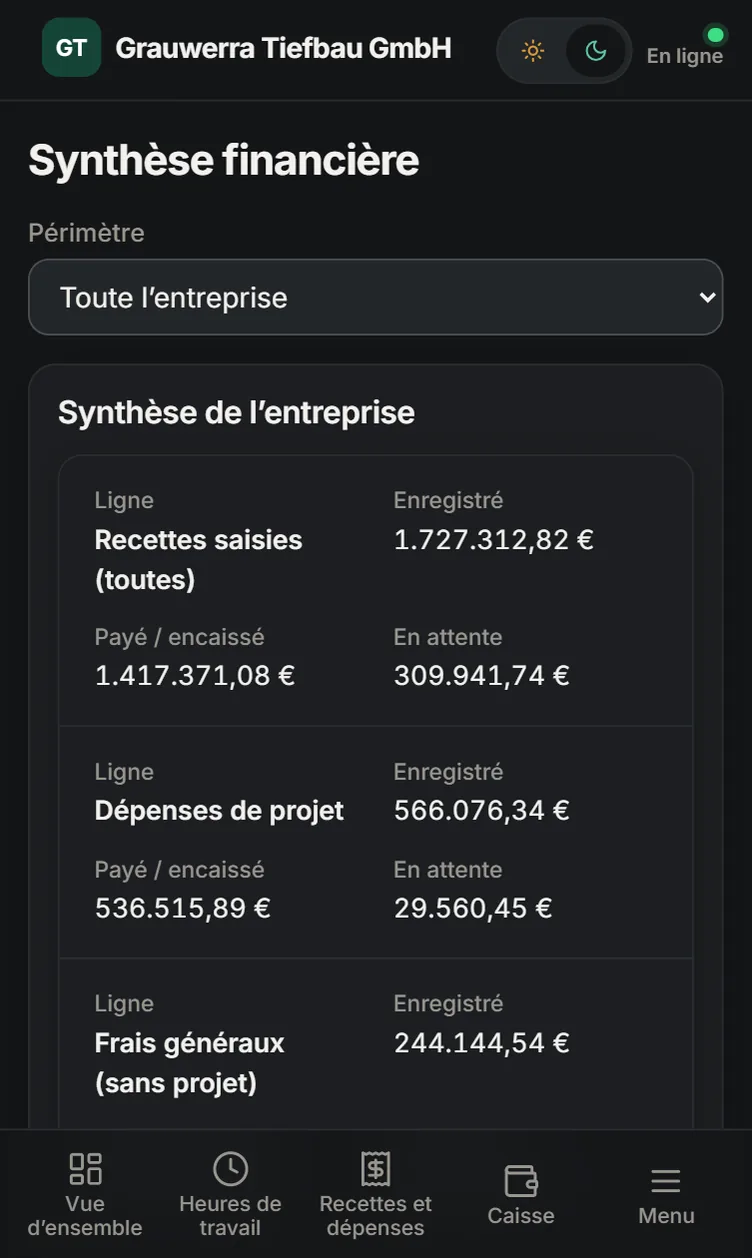 GT
Grauwerra Tiefbau GmbH
En ligne
Synthèse financière
Périmètre
Toute l’entreprise
Synthèse de l’entreprise
Ligne
Recettes saisies
(toutes)
Enregistré
1.727.312,82 €
Payé / encaissé
1.417.371,08 €
En attente
309.941,74 €
Ligne
Dépenses de projet
Enregistré
566.076,34 €
Payé / encaissé
536.515,89 €
En attente
29.560,45 €
Ligne
Frais généraux
(sans projet)
Enregistré
244.144,54 €
Vue
d’ensemble
Heures de
travail
Recettes et
dépenses
Caisse
Menu